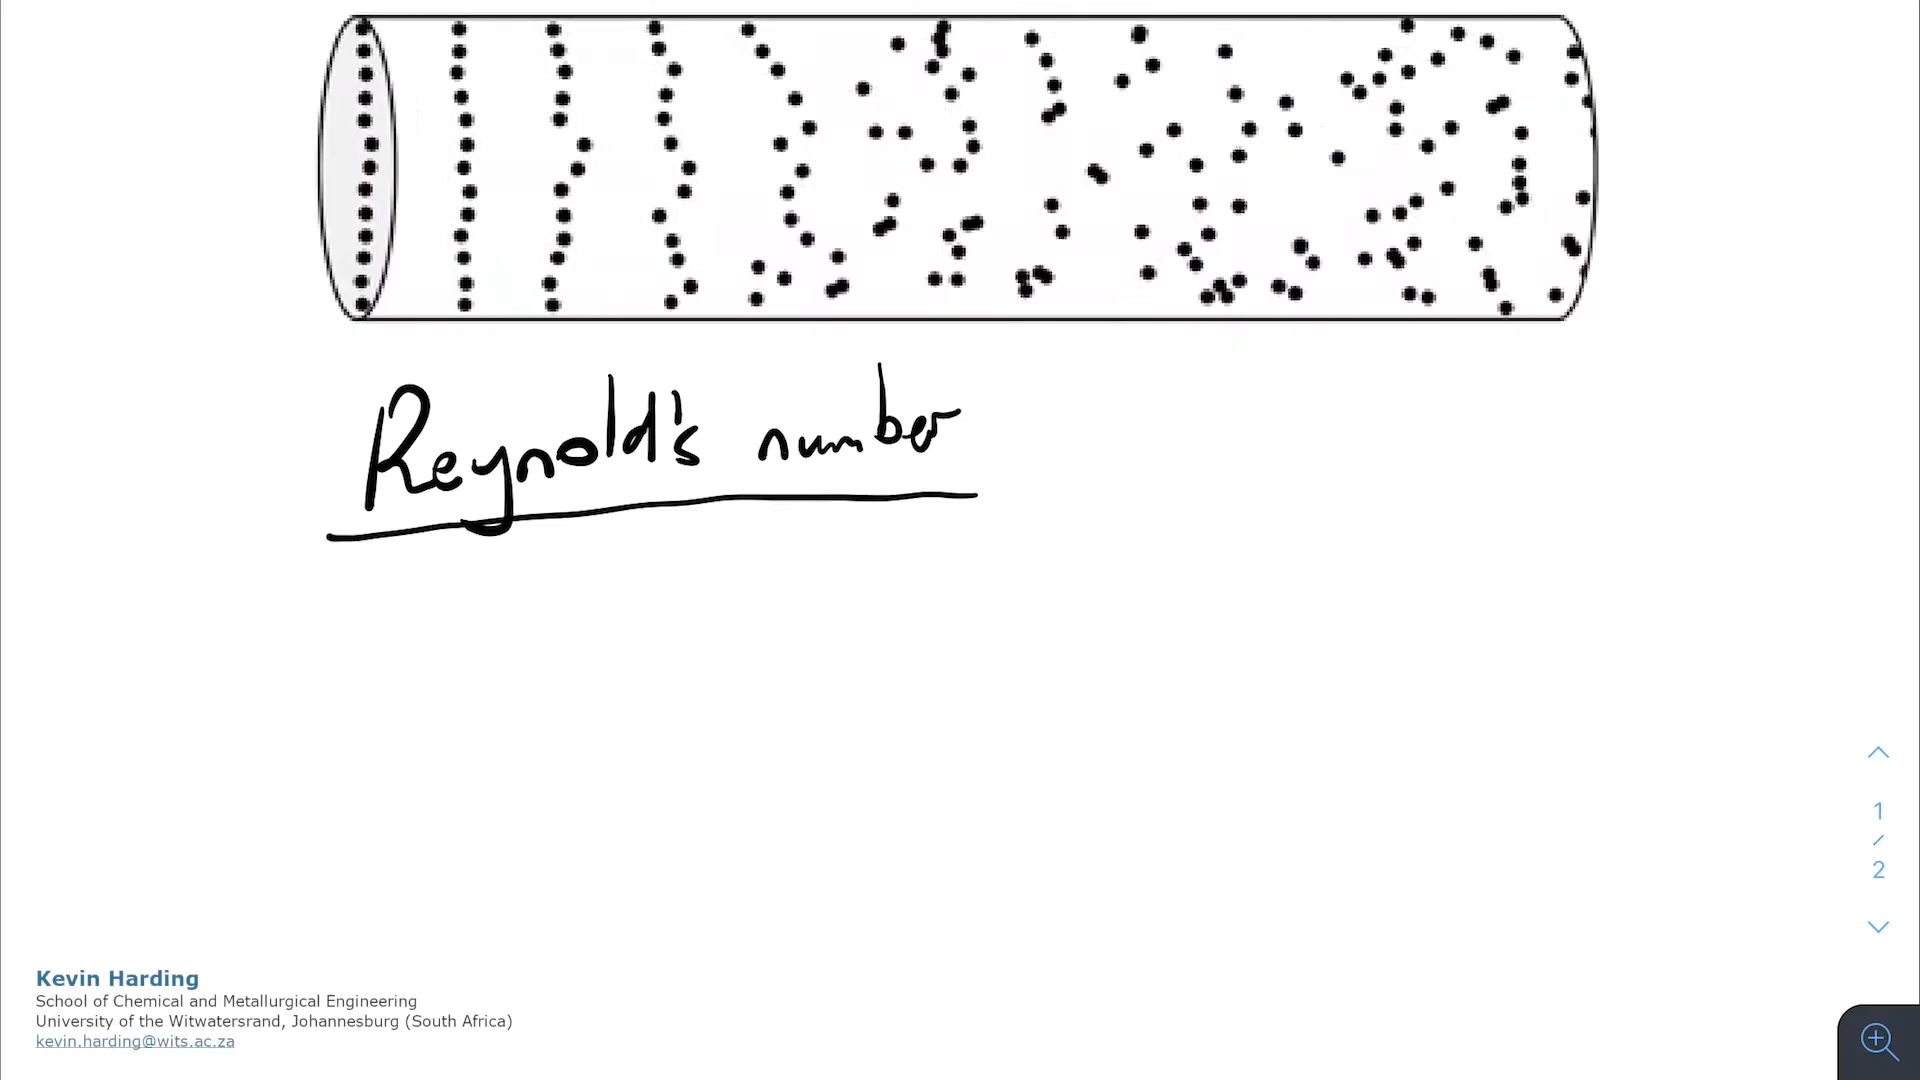 Reynold's number
1
/
2
Kevin Harding
School of Chemical and Metallurgical Engineering
University of the Witwatersrand, Johannesburg (South Africa)
kevin.harding@wits.ac.za